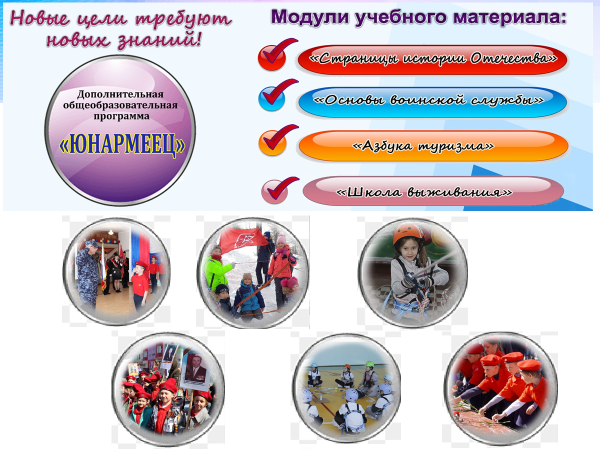 Новые цели требуют
новых знаний!
Дополнительная
общеобразовательная
программа
«ЮНАРМЕЕЦ»
Модули учебного материала:
«Страницы истории Отечества»
«Основы воинской службы»
«Азбука туризма»
«Школа выживания»